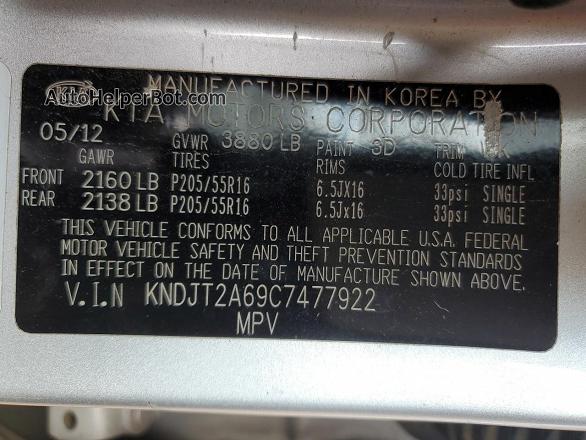 MANUFACTURED IN KOREA BY
KIA
AutoHelperBot.com
KIA MOTORS CORPORATION
05/12 GVWR 3880 LB PAINT 3D TRIM
GAWR TIRES RIMS COLD TIRE INFL
FRONT 2160 LB P205/55R16 6.5JX16 33psi SINGLE
REAR 2138 LB P205/55R16 6.5Jx16 33psi SINGLE
THIS VEHICLE CONFORMS TO ALL APPLICABLE U.S.A. FEDERAL
MOTOR VEHICLE SAFETY AND THEFT PREVENTION STANDARDS
IN EFFECT ON THE DATE OF MANUFACTURE SHOWN ABOVE.
V.I.N KNDJT2A69C7477922
MPV